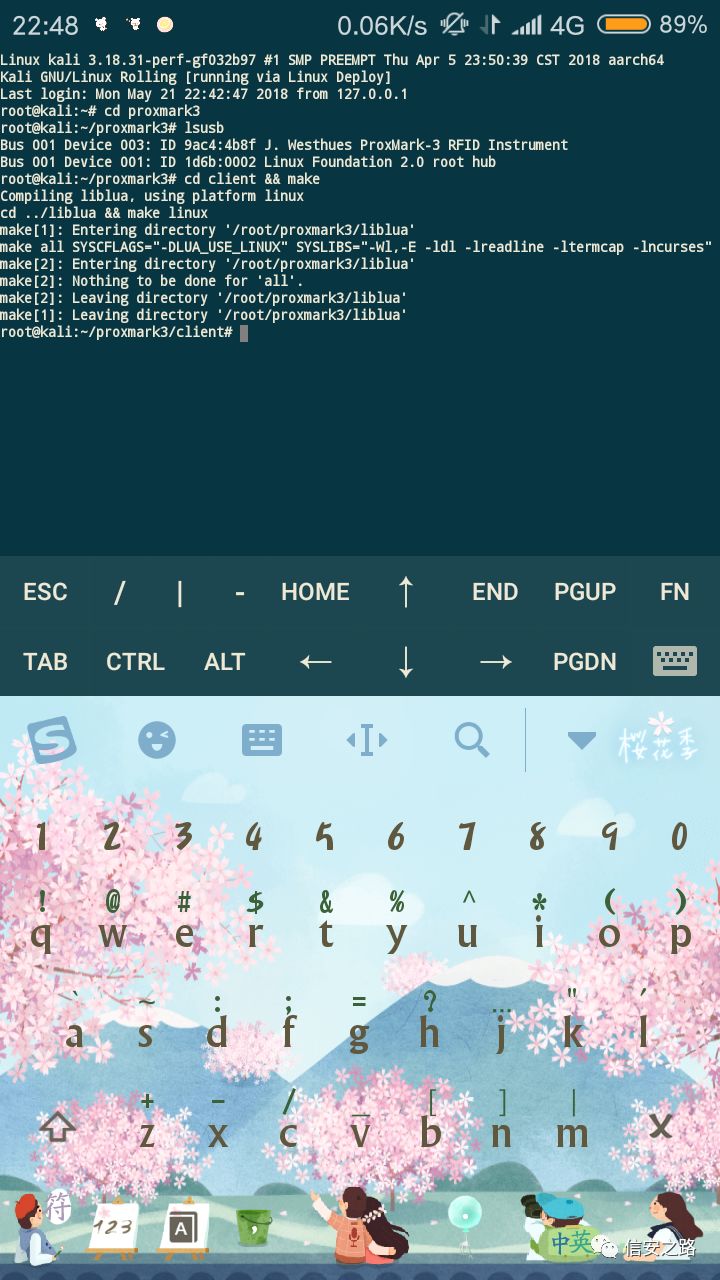 22:48 0.06K/s 4G 89%
Linux kali 3.18.31-perf-gf032b97 #1 SMP PREEMPT Thu Apr 5 23:50:39 CST 2018 aarch64
Kali GNU/Linux Rolling [running via Linux Deploy]
Last login: Mon May 21 22:42:47 2018 from 127.0.0.1
root@kali:~# cd proxmark3
root@kali:~/proxmark3# lsusb
Bus 001 Device 003: ID 9ac4:4b8f J. Westhues ProxMark-3 RFID Instrument
Bus 001 Device 001: ID 1d6b:0002 Linux Foundation 2.0 root hub
root@kali:~/proxmark3# cd client && make
Compiling liblua, using platform linux
cd ../liblua && make linux
make[1]: Entering directory '/root/proxmark3/liblua'
make all SYSCFLAGS="-DLUA_USE_LINUX" SYSLIBS="-Wl,-E -ldl -lreadline -ltermcap -lncurses"
make[2]: Entering directory '/root/proxmark3/liblua'
make[2]: Nothing to be done for 'all'.
make[2]: Leaving directory '/root/proxmark3/liblua'
make[1]: Leaving directory '/root/proxmark3/liblua'
root@kali:~/proxmark3/client#
ESC / | - HOME ↑ END PGUP FN
TAB CTRL ALT ← ↓ → PGDN
S 樱花季
1 2 3 4 5 6 7 8 9 0
! @ # $ & % ^ * ( )
q w e r t y u i o p
` ~ : ; = ? … " ′
a s d f g h j k l
+ - / _ [ ] |
z x c v b n m
符 123 A , 中英 信安之路